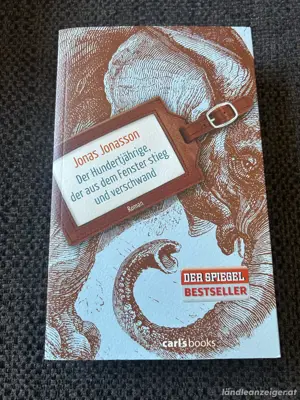 Jonas Jonasson
Der Hundertjährige,
der aus dem Fenster stieg
und verschwand
Roman
DER SPIEGEL
BESTSELLER
carl's books
ländleanzeiger.at